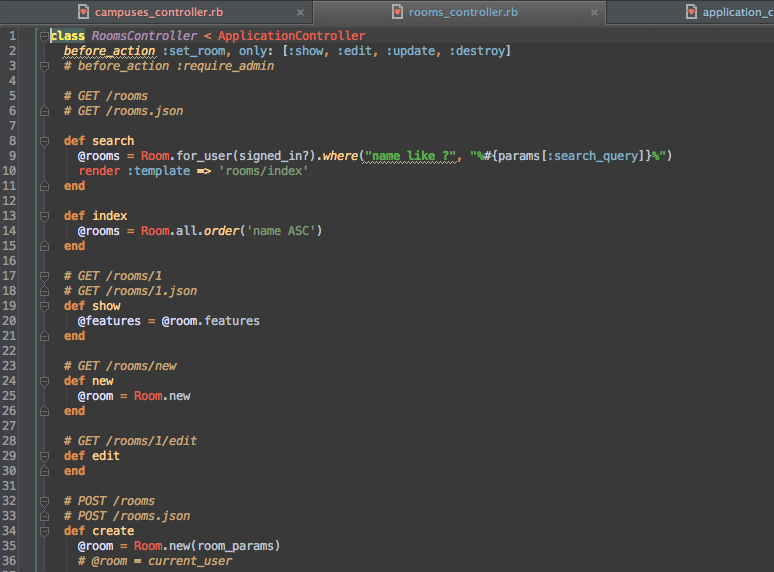 campuses_controller.rb × rooms_controller.rb × application_c
1 class RoomsController < ApplicationController
2 before_action :set_room, only: [:show, :edit, :update, :destroy]
3 # before_action :require_admin
4
5 # GET /rooms
6 # GET /rooms.json
7
8 def search
9 @rooms = Room.for_user(signed_in?).where("name like ?", "%#{params[:search_query]}%")
10 render :template => 'rooms/index'
11 end
12
13 def index
14 @rooms = Room.all.order('name ASC')
15 end
16
17 # GET /rooms/1
18 # GET /rooms/1.json
19 def show
20 @features = @room.features
21 end
22
23 # GET /rooms/new
24 def new
25 @room = Room.new
26 end
27
28 # GET /rooms/1/edit
29 def edit
30 end
31
32 # POST /rooms
33 # POST /rooms.json
34 def create
35 @room = Room.new(room_params)
36 # @room = current_user